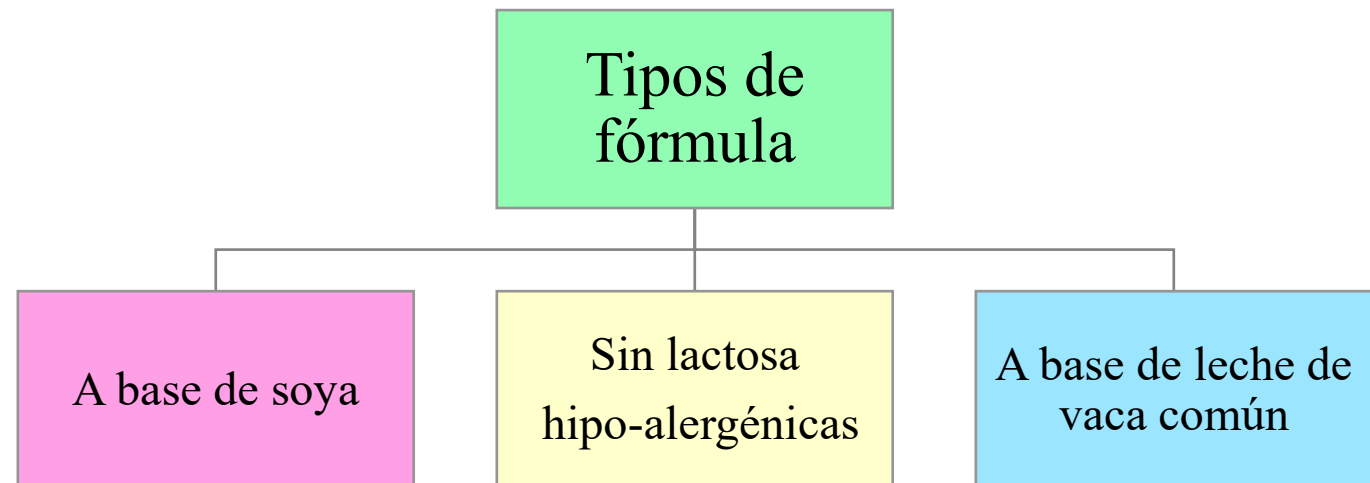 Tipos de
fórmula
A base de soya
Sin lactosa
hipo-alergénicas
A base de leche de
vaca común